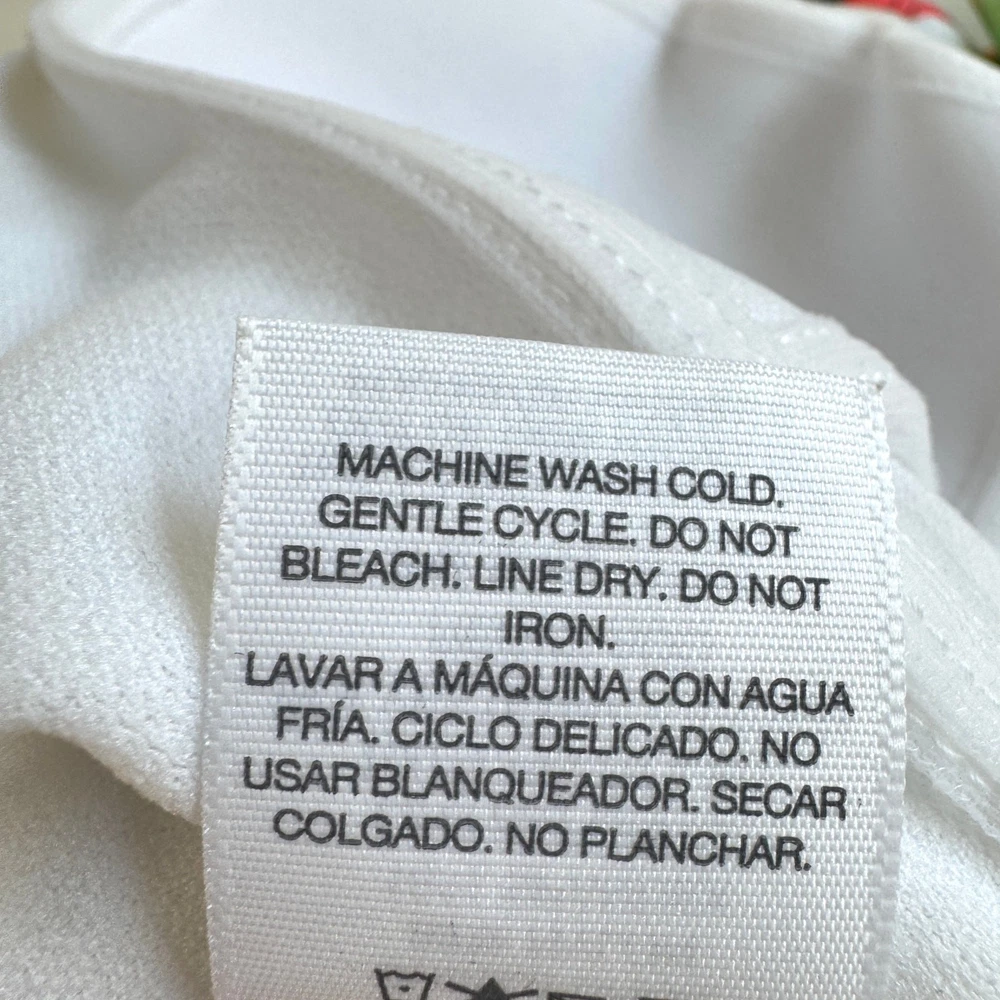 MACHINE WASH COLD.
GENTLE CYCLE. DO NOT
BLEACH. LINE DRY. DO NOT
IRON.
LAVAR A MÁQUINA CON AGUA
FRÍA. CICLO DELICADO. NO
USAR BLANQUEADOR. SECAR
COLGADO. NO PLANCHAR.